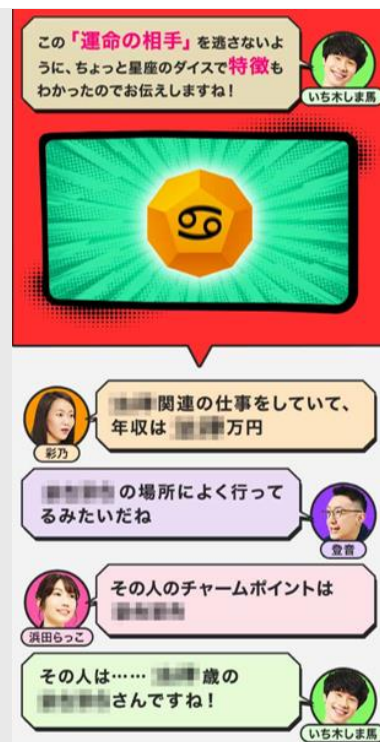 この「運命の相手」を逃さないよ
うに、ちょっと星座のダイスで特徴も
わかったのでお伝えしますね！
いち木しま馬
♋
関連の仕事をしていて、
年収は 万円
彩乃
の場所によく行って
るみたいだね
登音
その人のチャームポイントは
浜田らっこ
その人は…… 歳の
さんですね！
いち木しま馬